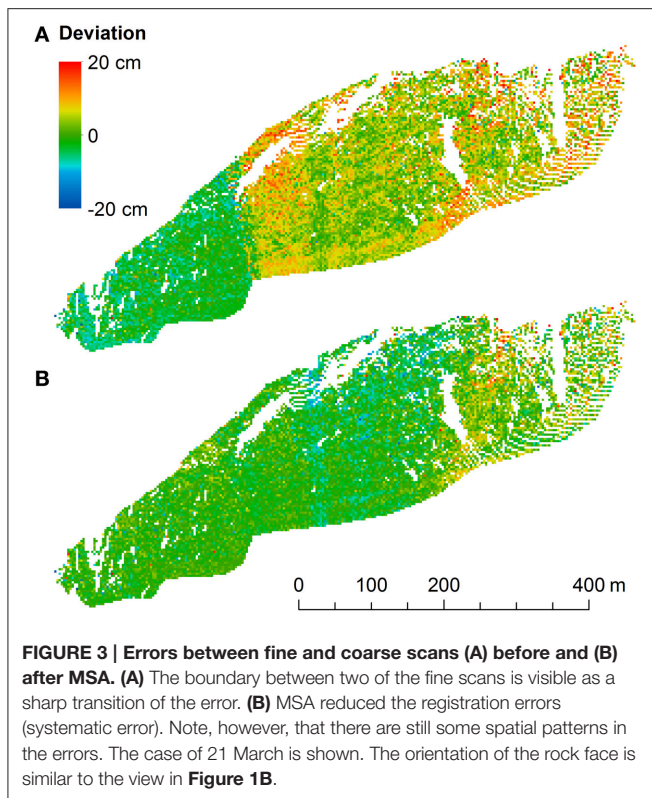 A Deviation
20 cm
0
-20 cm
B
0 100 200 400 m
FIGURE 3 | Errors between fine and coarse scans (A) before and (B)
after MSA. (A) The boundary between two of the fine scans is visible as a
sharp transition of the error. (B) MSA reduced the registration errors
(systematic error). Note, however, that there are still some spatial patterns in
the errors. The case of 21 March is shown. The orientation of the rock face is
similar to the view in Figure 1B.